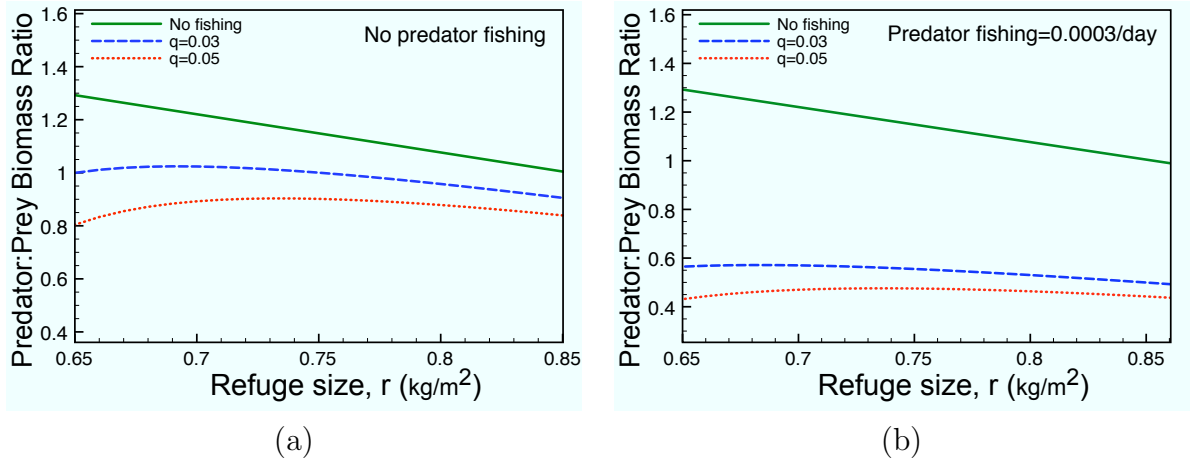 1.6
1.4
1.2
1
0.8
0.6
0.4
Predator:Prey Biomass Ratio
No fishing
q=0.03
q=0.05
No predator fishing
0.65
0.7
0.75
0.8
0.85
Refuge size, r (kg/m²)
(a)
1.6
1.4
1.2
1
0.8
0.6
0.4
Predator:Prey Biomass Ratio
No fishing
q=0.03
q=0.05
Predator fishing=0.0003/day
0.65
0.7
0.75
0.8
0.85
Refuge size, r (kg/m²)
(b)